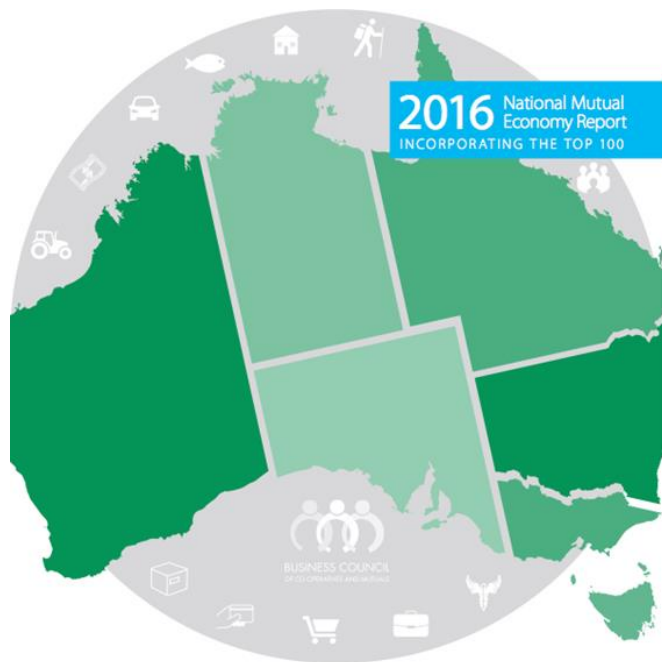 2016 National Mutual
Economy Report
INCORPORATING THE TOP 100
BUSINESS COUNCIL
OF CO-OPERATIVES AND MUTUALS